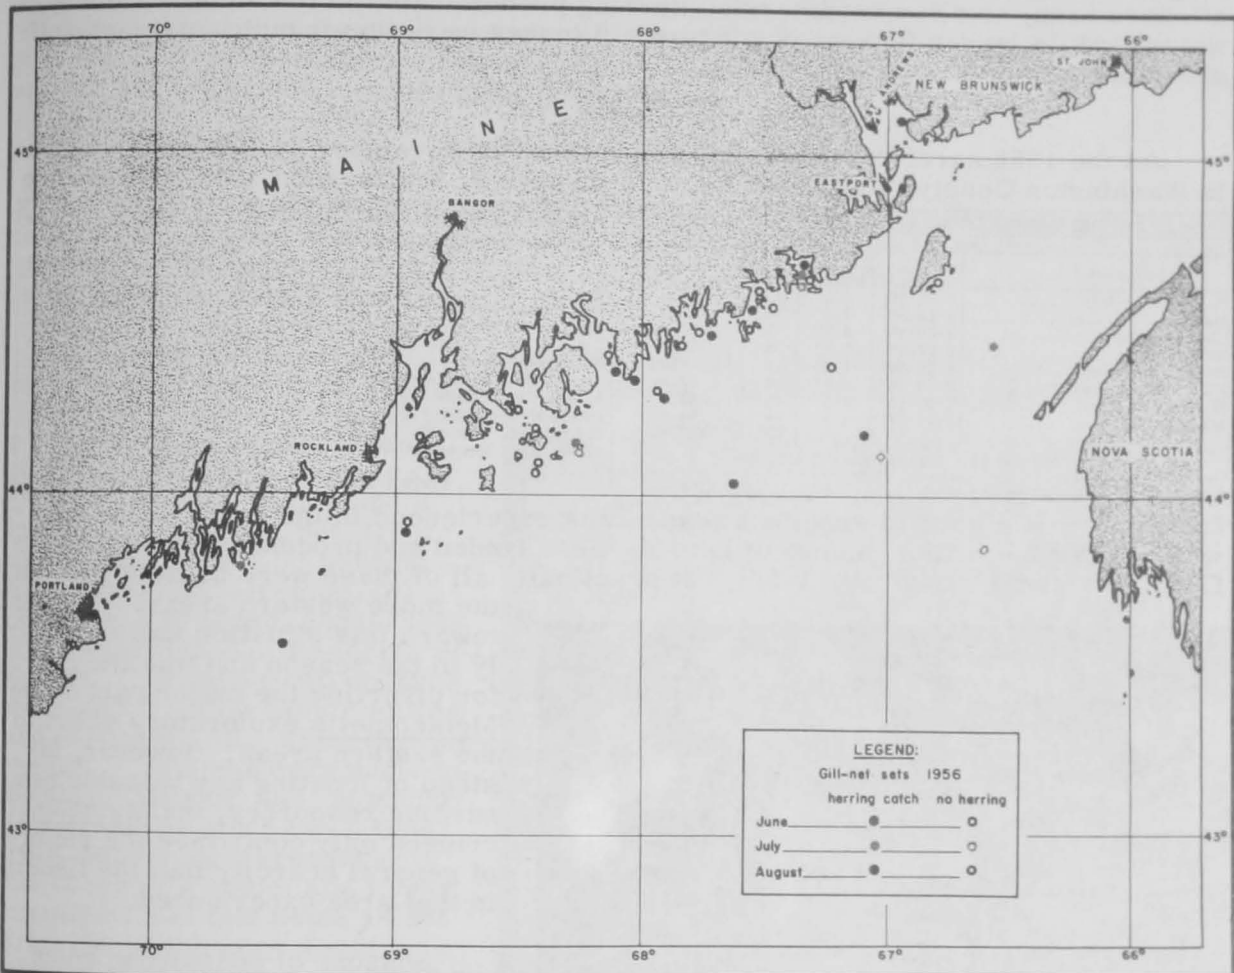 70° 69° 68° 67° 66°
ST. JOHN
ST. ANDREWS
NEW BRUNSWICK
45° 45°
MAINE
EASTPORT
BANGOR
ROCKLAND
NOVA SCOTIA
44° 44°
PORTLAND
LEGEND:
Gill-net sets 1956
herring catch no herring
June
July
August
43° 43°
70° 69° 68° 67° 66°